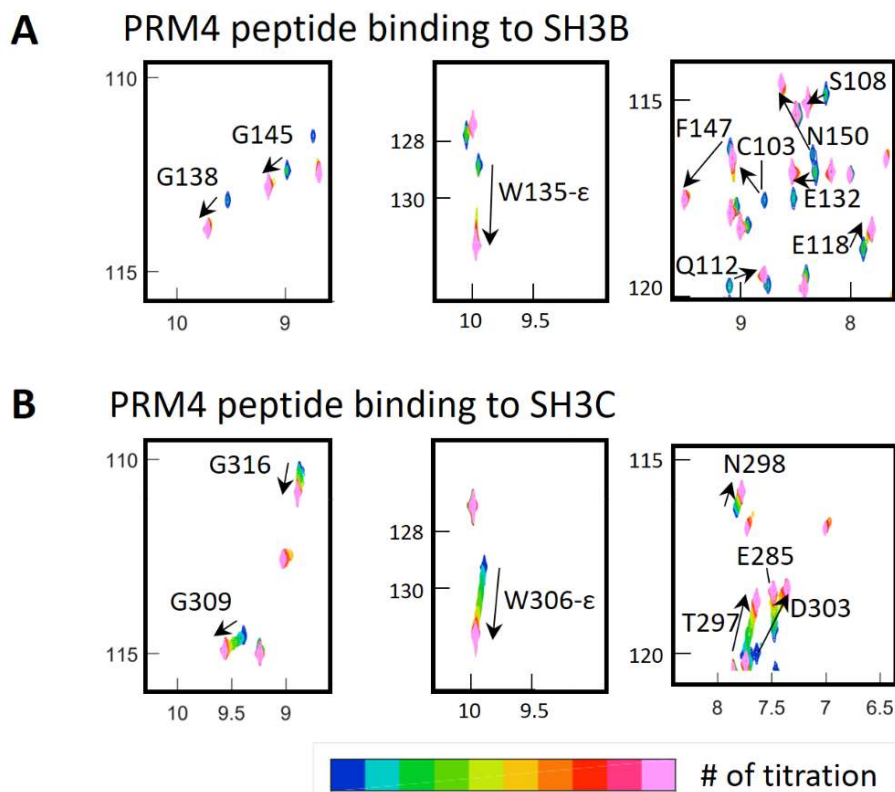 A PRM4 peptide binding to SH3B
110
115
10 9
G145
G138
128
130
10 9.5
W135-ε
115
120
9 8
S108
F147
C103
N150
E132
E118
Q112
B PRM4 peptide binding to SH3C
110
115
10 9.5 9
G316
G309
128
130
10 9.5
W306-ε
115
120
8 7.5 7 6.5
N298
E285
T297
D303
# of titration